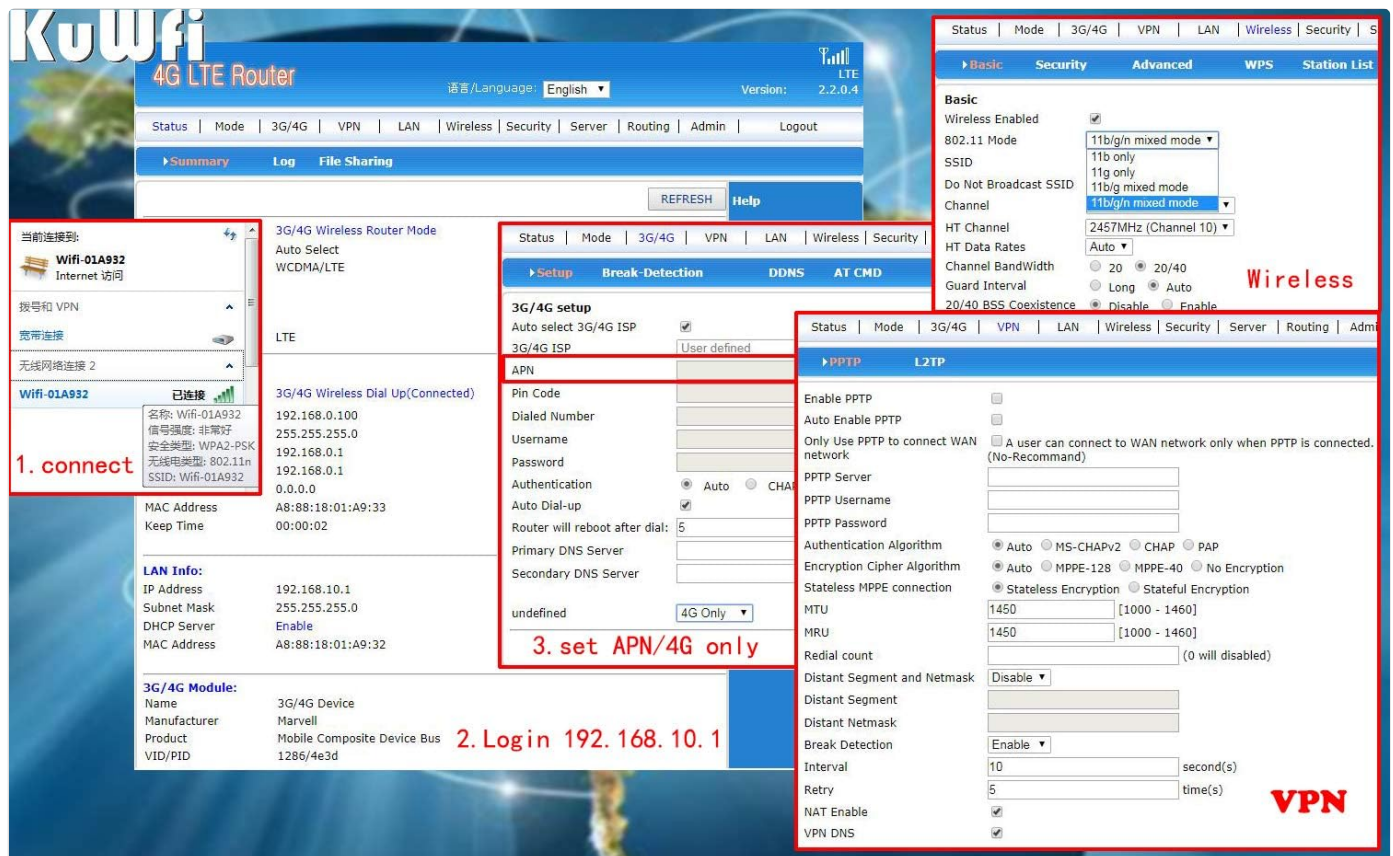 KuWfi
4G LTE Router
LTE
语言/Language: English
Version: 2.2.0.4
Status | Mode | 3G/4G | VPN | LAN | Wireless | Security | Server | Routing | Admin | Logout
Summary Log File Sharing
REFRESH Help
3G/4G Wireless Router Mode
Auto Select
WCDMA/LTE
LTE
3G/4G Wireless Dial Up(Connected)
192.168.0.100
255.255.255.0
192.168.0.1
192.168.0.1
0.0.0.0
MAC Address A8:88:18:01:A9:33
Keep Time 00:00:02
LAN Info:
IP Address 192.168.10.1
Subnet Mask 255.255.255.0
DHCP Server Enable
MAC Address A8:88:18:01:A9:32
3G/4G Module:
Name 3G/4G Device
Manufacturer Marvell
Product Mobile Composite Device Bus
VID/PID 1286/4e3d
2.Login 192.168.10.1
当前连接到:
Wifi-01A932
Internet 访问
拨号和 VPN
宽带连接
无线网络连接 2
Wifi-01A932 已连接
名称: Wifi-01A932
信号强度: 非常好
安全类型: WPA2-PSK
无线电类型: 802.11n
SSID: Wifi-01A932
1.connect
Status | Mode | 3G/4G | VPN | LAN | Wireless | Security |
Setup Break-Detection DDNS AT CMD
3G/4G setup
Auto select 3G/4G ISP
3G/4G ISP User defined
APN
Pin Code
Dialed Number
Username
Password
Authentication Auto CHAP
Auto Dial-up
Router will reboot after dial: 5
Primary DNS Server
Secondary DNS Server
undefined 4G Only
3.set APN/4G only
Status | Mode | 3G/4G | VPN | LAN | Wireless | Security | S
Basic Security Advanced WPS Station List
Basic
Wireless Enabled
802.11 Mode 11b/g/n mixed mode
11b only
SSID
11g only
Do Not Broadcast SSID 11b/g mixed mode
Channel 11b/g/n mixed mode
HT Channel 2457MHz (Channel 10)
HT Data Rates Auto
Channel BandWidth 20 20/40
Guard Interval Long Auto
20/40 BSS Coexistence Disable Enable
Wireless
Status | Mode | 3G/4G | VPN | LAN | Wireless | Security | Server | Routing | Admi
PPTP L2TP
Enable PPTP
Auto Enable PPTP
Only Use PPTP to connect WAN network A user can connect to WAN network only when PPTP is connected.
(No-Recommand)
PPTP Server
PPTP Username
PPTP Password
Authentication Algorithm Auto MS-CHAPv2 CHAP PAP
Encryption Cipher Algorithm Auto MPPE-128 MPPE-40 No Encryption
Stateless MPPE connection Stateless Encryption Stateful Encryption
MTU 1450 [1000 - 1460]
MRU 1450 [1000 - 1460]
Redial count (0 will disabled)
Distant Segment and Netmask Disable
Distant Segment
Distant Netmask
Break Detection Enable
Interval 10 second(s)
Retry 5 time(s)
NAT Enable
VPN DNS
VPN